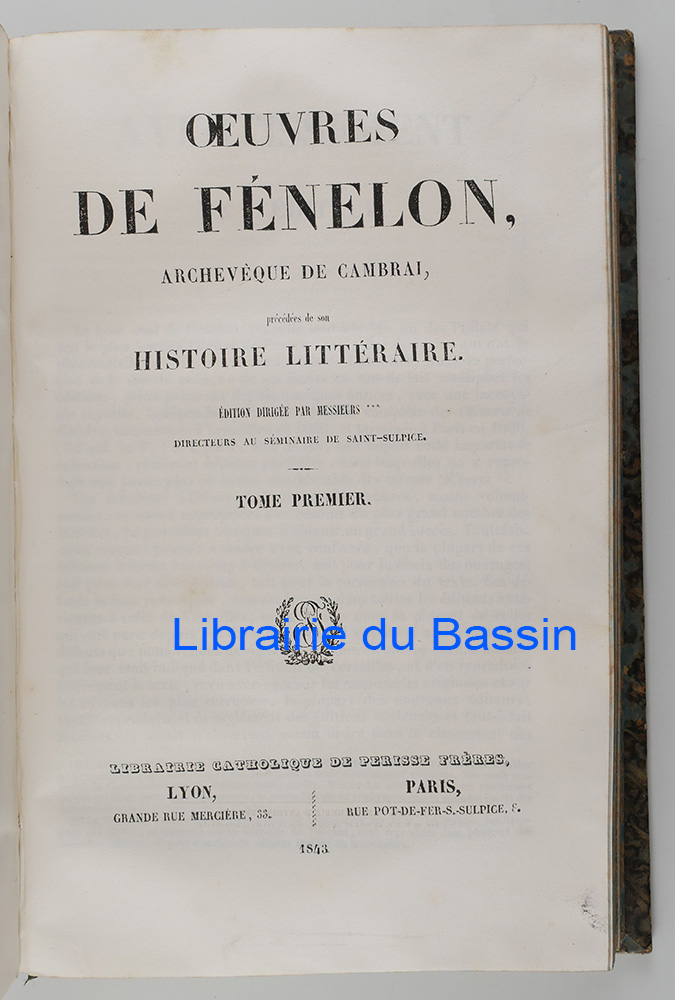 ŒUVRES
DE FÉNELON,
ARCHEVÊQUE DE CAMBRAI,
précédées de son
HISTOIRE LITTÉRAIRE.
ÉDITION DIRIGÉE PAR MESSIEURS ***
DIRECTEURS AU SÉMINAIRE DE SAINT-SULPICE.
TOME PREMIER.
Librairie du Bassin
LIBRAIRIE CATHOLIQUE DE PERISSE FRÈRES,
LYON,
GRANDE RUE MERCIÈRE, 33.
PARIS,
RUE POT-DE-FER-S.-SULPICE, 8.
1843